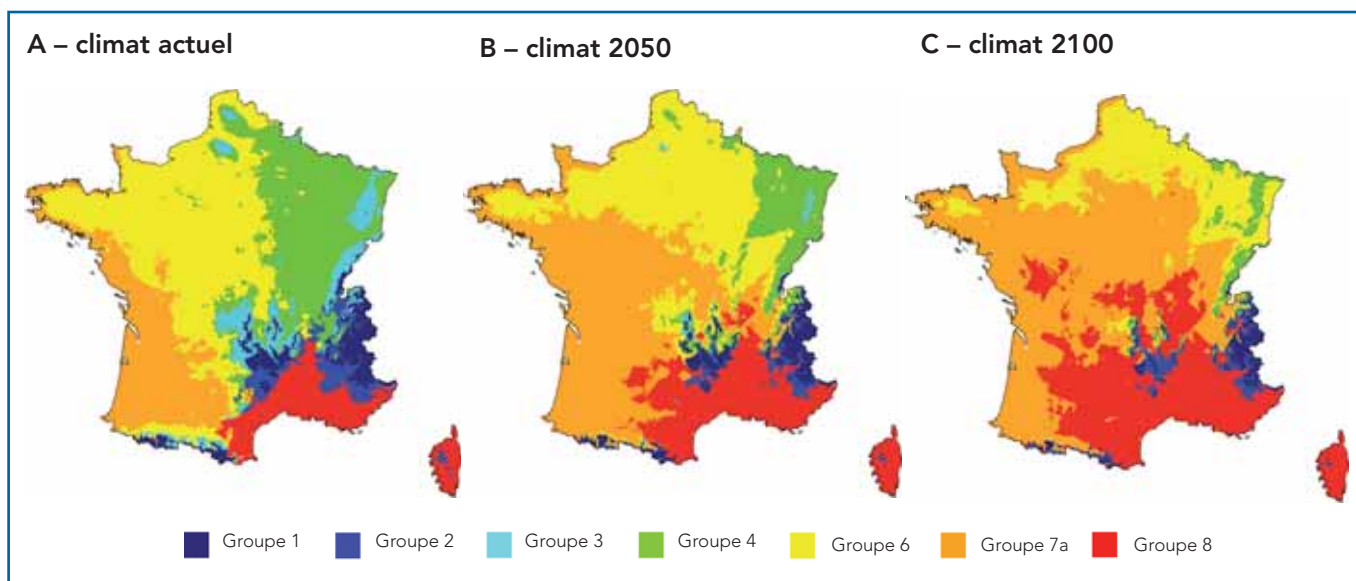 A – climat actuel
B – climat 2050
C – climat 2100
Groupe 1 Groupe 2 Groupe 3 Groupe 4 Groupe 6 Groupe 7a Groupe 8